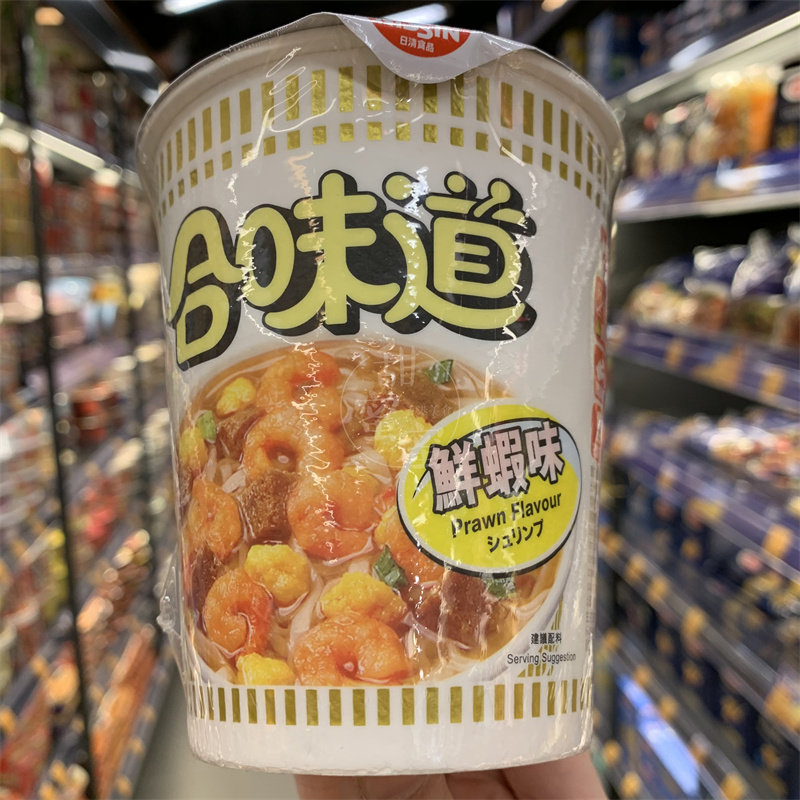 SIN
日清食品
合味道
鮮蝦味
Prawn Flavour
シュリンプ
建議配料
Serving Suggestion